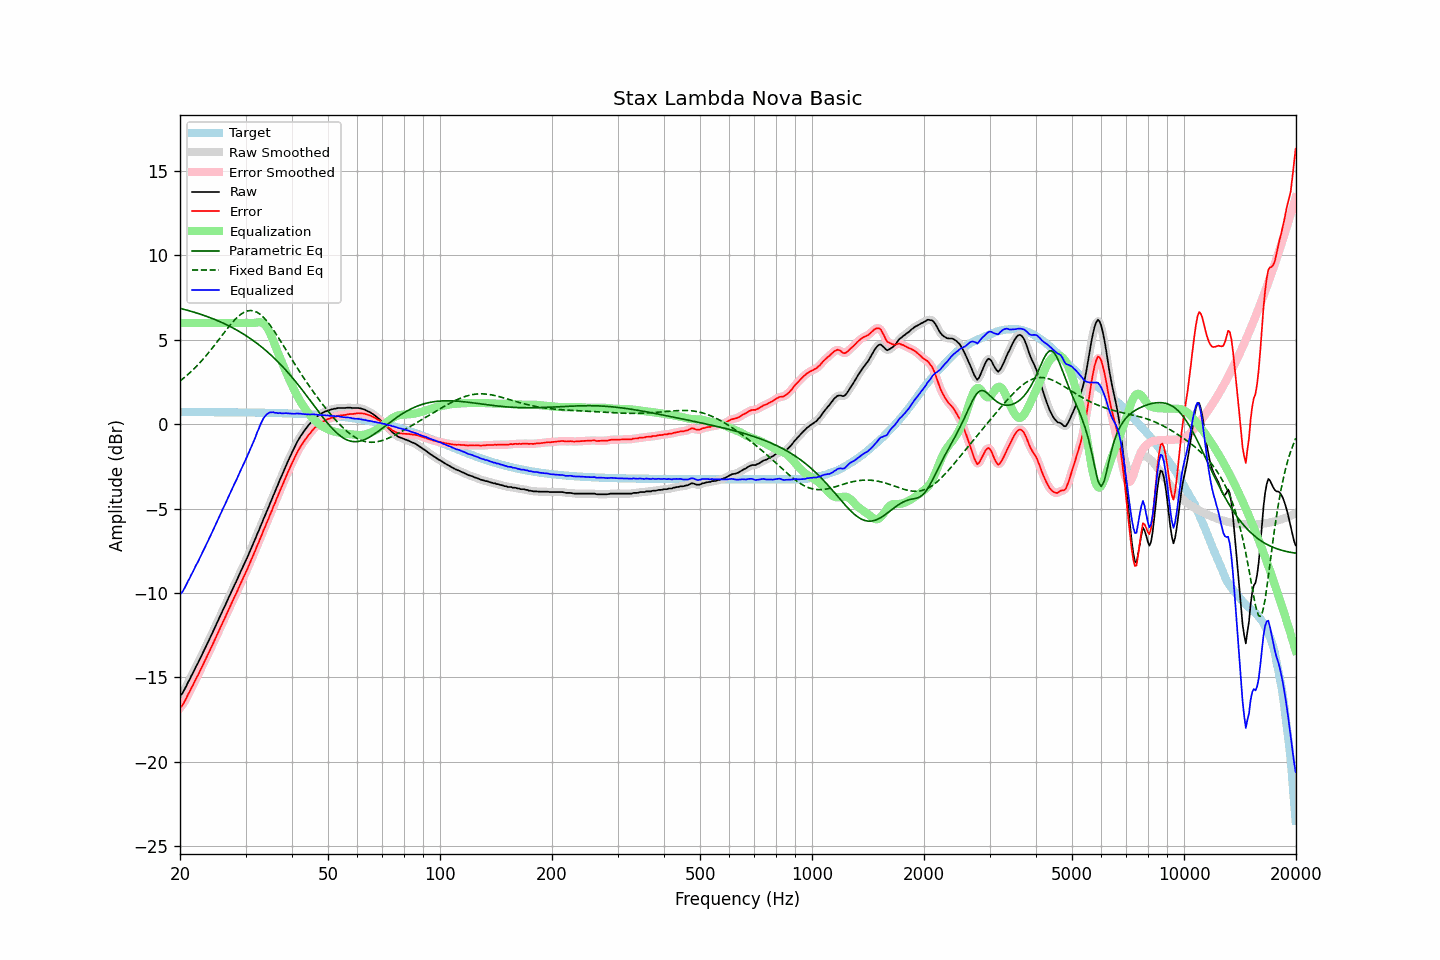 Stax Lambda Nova Basic
Target
Raw Smoothed
Error Smoothed
Raw
Error
Equalization
Parametric Eq
Fixed Band Eq
Equalized
15
10
5
0
−5
−10
−15
−20
−25
Amplitude (dBr)
20
50
100
200
500
1000
2000
5000
10000
20000
Frequency (Hz)